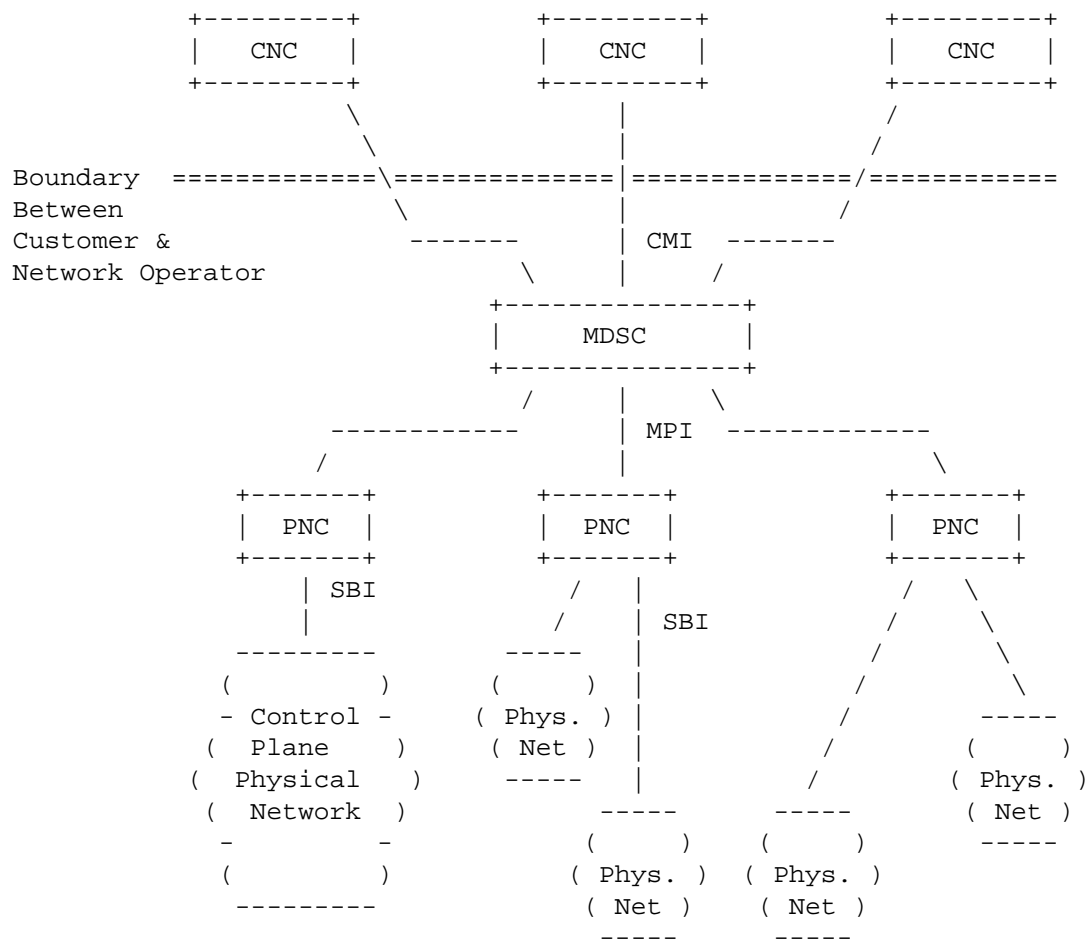 CNC CNC CNC
Boundary
Between
Customer & CMI
Network Operator
MDSC
MPI
PNC PNC PNC
SBI
SBI
Control Phys.
Plane Net
Physical Phys.
Network Net
Phys. Phys.
Net Net